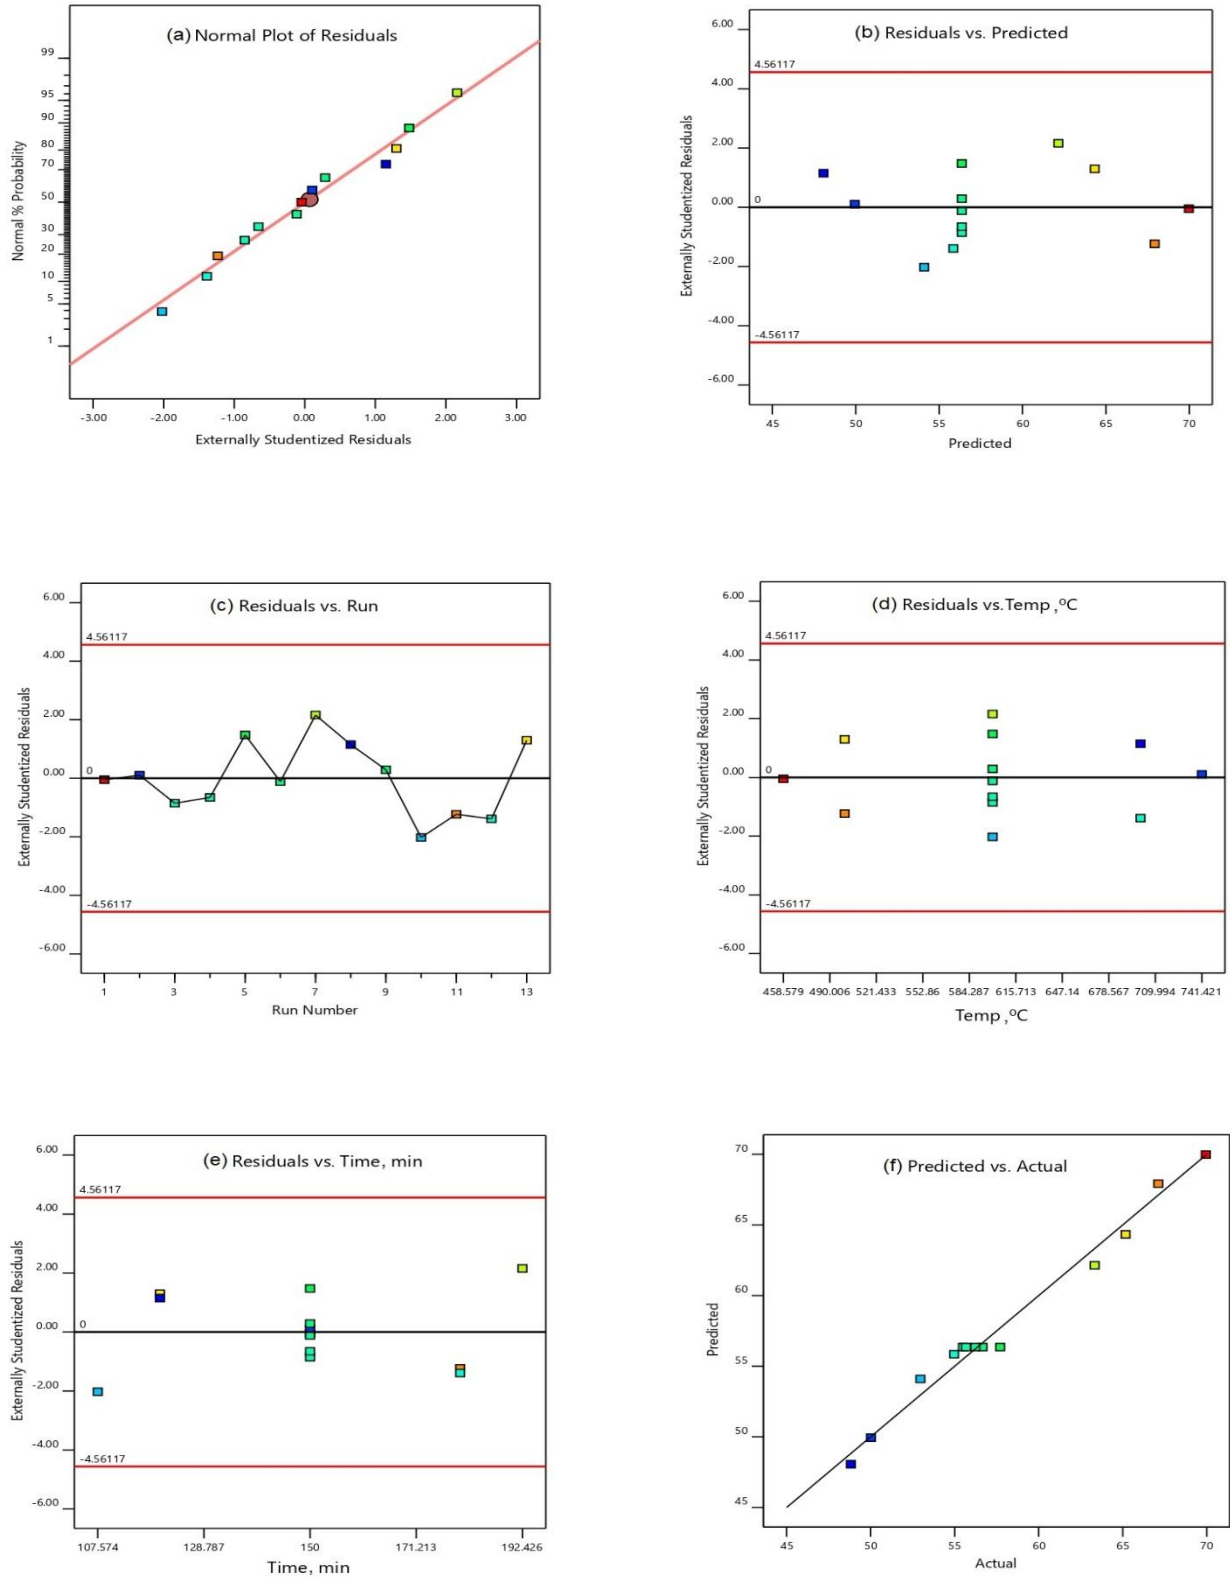 (a) Normal Plot of Residuals
Normal % Probability
99
95
90
80
70
50
30
20
10
5
1
-3.00 -2.00 -1.00 0.00 1.00 2.00 3.00
Externally Studentized Residuals
(b) Residuals vs. Predicted
Externally Studentized Residuals
6.00
4.56117
4.00
2.00
0
0.00
-2.00
-4.00
-4.56117
-6.00
45 50 55 60 65 70
Predicted
(c) Residuals vs. Run
Externally Studentized Residuals
6.00
4.56117
4.00
2.00
0
0.00
-2.00
-4.00
-4.56117
-6.00
1 3 5 7 9 11 13
Run Number
(d) Residuals vs.Temp ,⁰C
Externally Studentized Residuals
6.00
4.56117
4.00
2.00
0
0.00
-2.00
-4.00
-4.56117
-6.00
458.579 490.006 521.433 552.86 584.287 615.713 647.14 678.567 709.994 741.421
Temp ,⁰C
(e) Residuals vs. Time, min
Externally Studentized Residuals
6.00
4.56117
4.00
2.00
0
0.00
-2.00
-4.00
-4.56117
-6.00
107.574 128.787 150 171.213 192.426
Time, min
(f) Predicted vs. Actual
Predicted
70
65
60
55
50
45
45 50 55 60 65 70
Actual